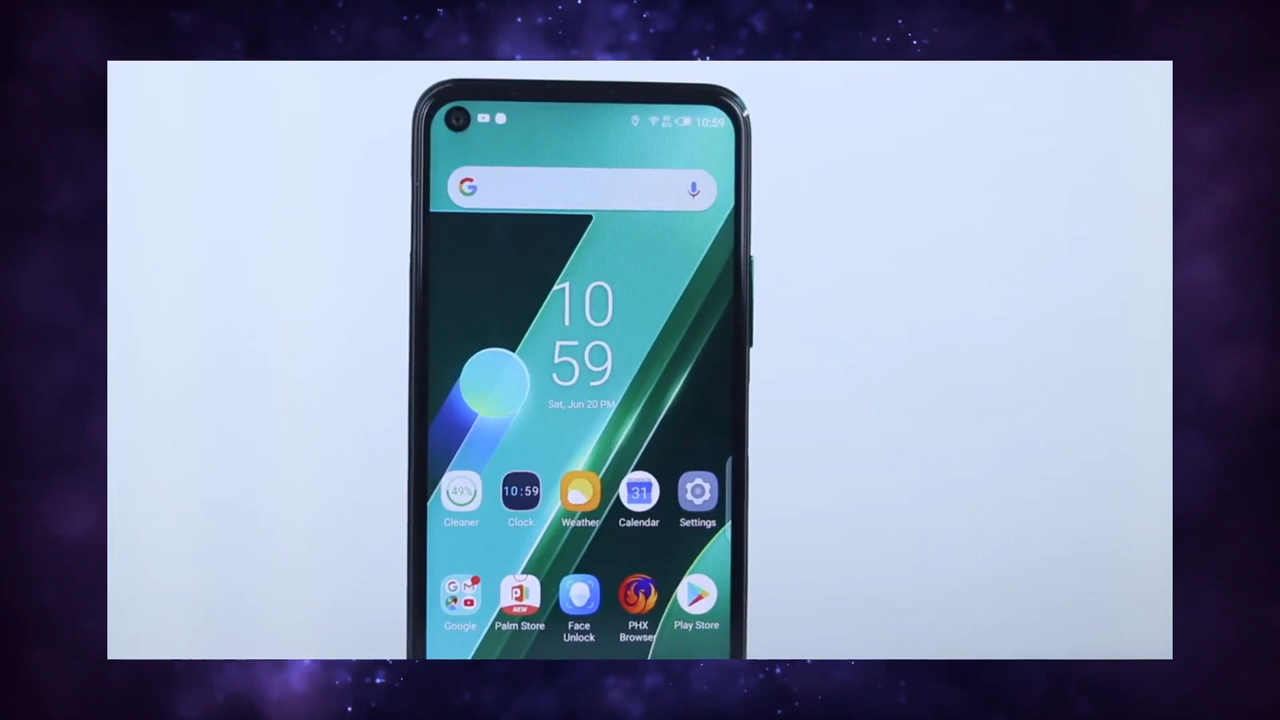 10:59
10
59
Sat, Jun 20 PM
49%
10:59
31
Cleaner
Clock
Weather
Calendar
Settings
NEW
Google
Palm Store
Face
Unlock
PHX
Browser
Play Store